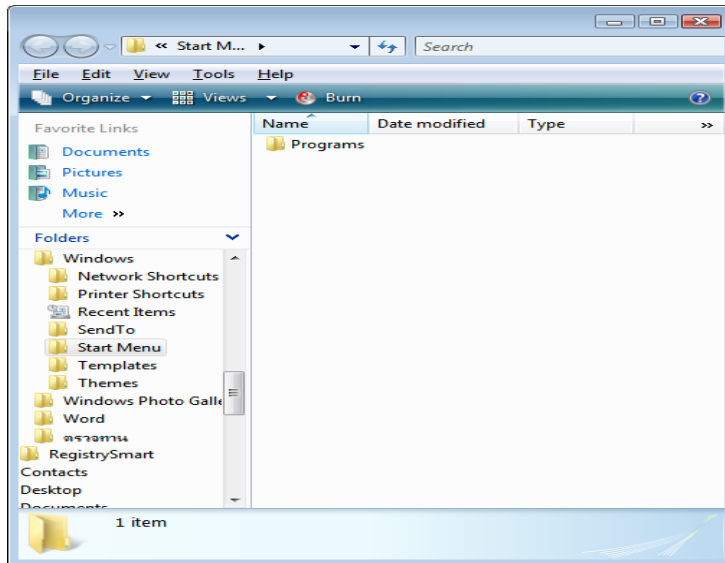 « Start M... ▸
Search
File Edit View Tools Help
Organize Views Burn
Favorite Links
Documents
Pictures
Music
More »
Folders
Windows
Network Shortcuts
Printer Shortcuts
Recent Items
SendTo
Start Menu
Templates
Themes
Windows Photo Galle
Word
ตรวจทาน
RegistrySmart
Contacts
Desktop
Documents
Name Date modified Type »
Programs
1 item